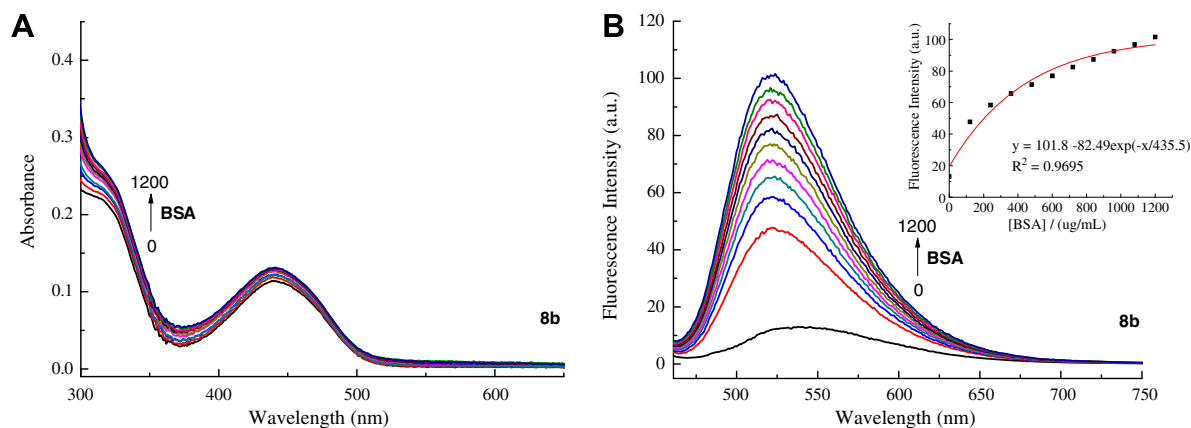 A
Absorbance
0.4
0.3
0.2
0.1
0.0
1200
BSA
0
8b
300
400
500
600
Wavelength (nm)
B
Fluorescence Intensity (a.u.)
120
100
80
60
40
20
0
1200
BSA
0
8b
500
550
600
650
700
750
Wavelength (nm)
Fluorescence Intensity (a.u.)
100
80
60
40
20
0
y = 101.8 -82.49exp(-x/435.5)
R² = 0.9695
0 200 400 600 800 1000 1200
[BSA] / (ug/mL)